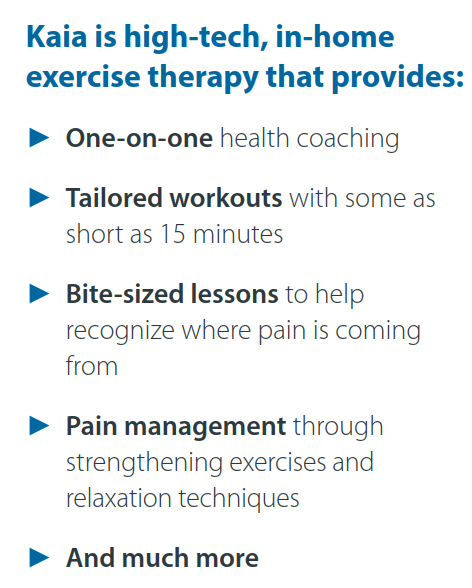 Kaia is high-tech, in-home
exercise therapy that provides:
► One-on-one health coaching
► Tailored workouts with some as
short as 15 minutes
► Bite-sized lessons to help
recognize where pain is coming
from
► Pain management through
strengthening exercises and
relaxation techniques
► And much more